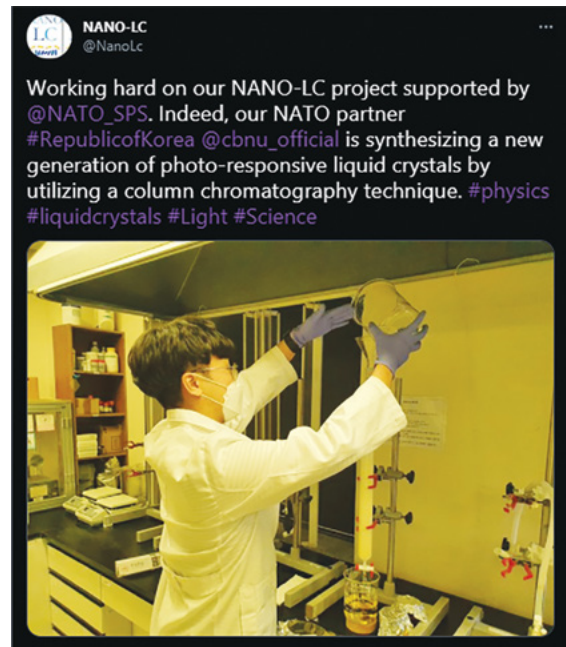 NANO-LC
@NanoLc
Working hard on our NANO-LC project supported by
@NATO_SPS. Indeed, our NATO partner
#RepublicofKorea @cbnu_official is synthesizing a new
generation of photo-responsive liquid crystals by
utilizing a column chromatography technique. #physics
#liquidcrystals #Light #Science